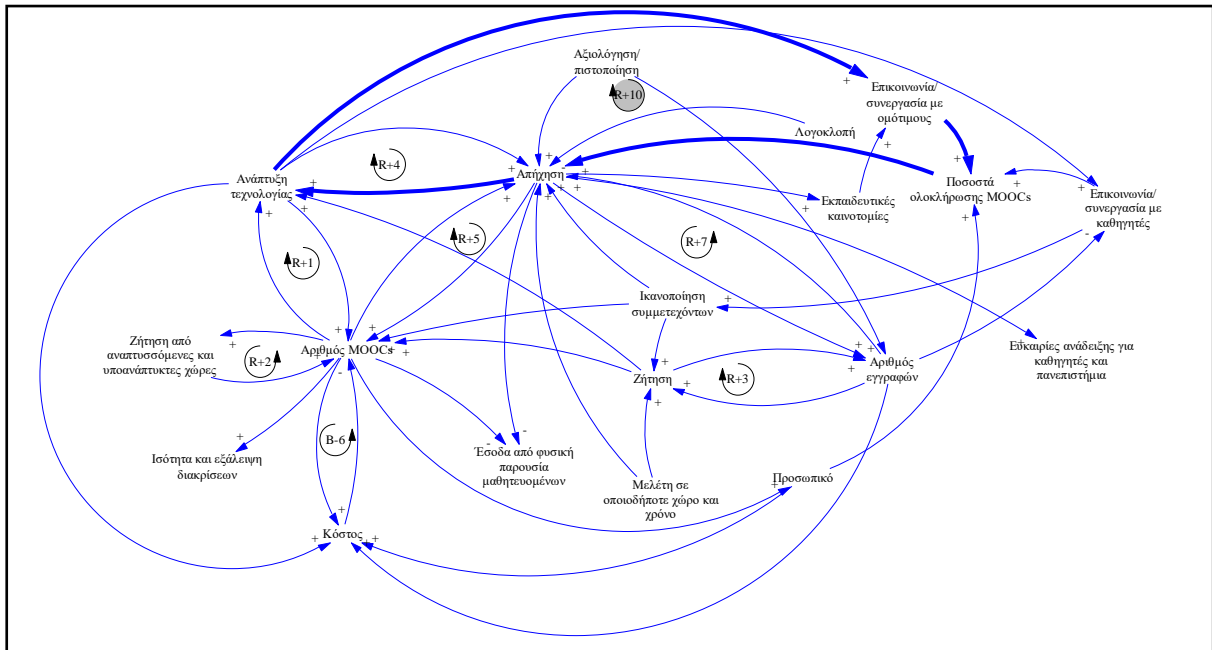 Αξιολόγηση/
πιστοποίηση
R+10
Επικοινωνία/
συνεργασία με
ομότιμους
Λογοκλοπή
R+4
Ανάπτυξη
τεχνολογίας
Απήχηση
Ποσοστά
ολοκλήρωσης MOOCs
Επικοινωνία/
συνεργασία με
καθηγητές
Εκπαιδευτικές
καινοτομίες
R+5
R+7
R+1
Ικανοποίηση
συμμετεχόντων
Ζήτηση από
αναπτυσσόμενες και
υποανάπτυκτες χώρες
R+2
Αριθμός MOOCs
Ζήτηση
R+3
Αριθμός
εγγραφών
Ευκαιρίες ανάδειξης για
καθηγητές και
πανεπιστήμια
B-6
Ισότητα και εξάλειψη
διακρίσεων
Έσοδα από φυσική
παρουσία
μαθητευομένων
Μελέτη σε
οποιοδήποτε χώρο και
χρόνο
Προσωπικό
Κόστος